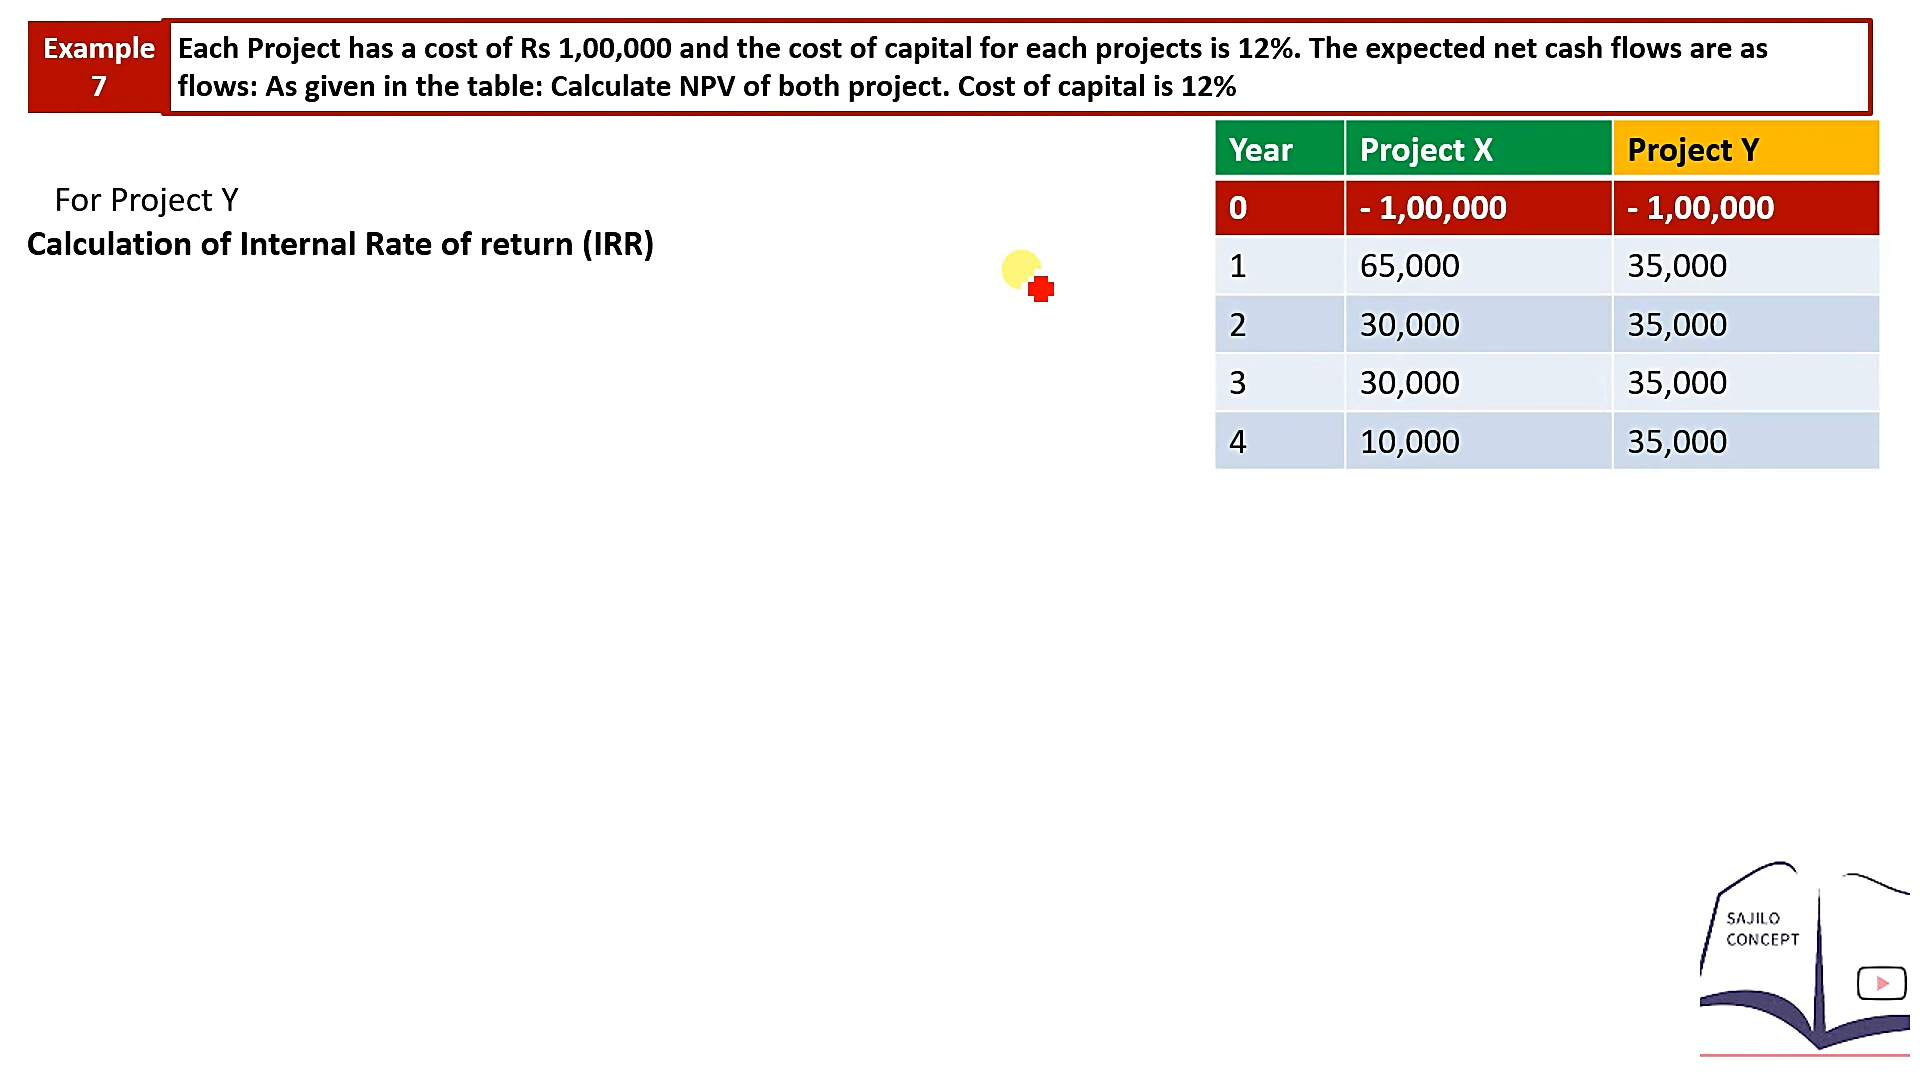 Example
7
Each Project has a cost of Rs 1,00,000 and the cost of capital for each projects is 12%. The expected net cash flows are as
flows: As given in the table: Calculate NPV of both project. Cost of capital is 12%
For Project Y
Calculation of Internal Rate of return (IRR)
Year Project X Project Y
0 - 1,00,000 - 1,00,000
1 65,000 35,000
2 30,000 35,000
3 30,000 35,000
4 10,000 35,000
SAJILO
CONCEPT